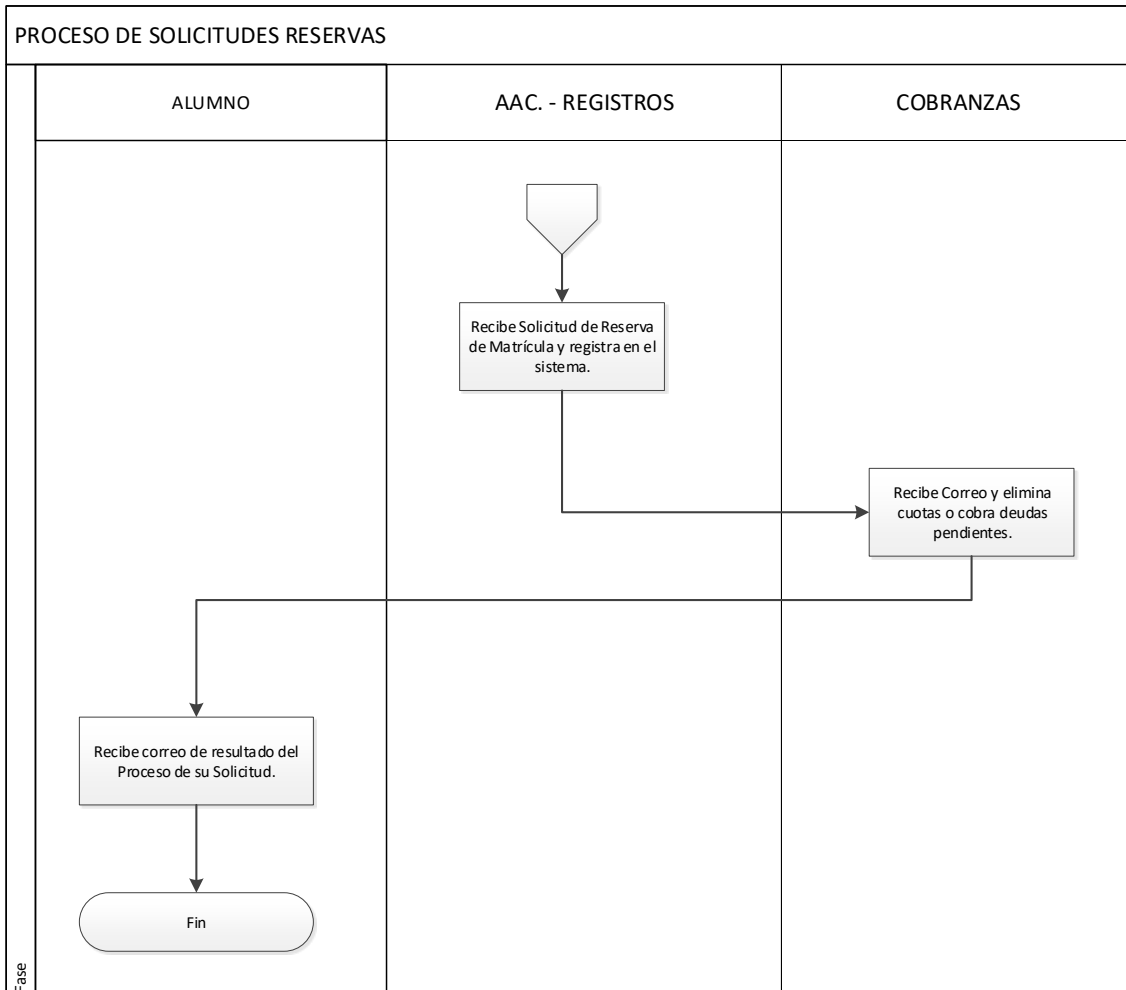 PROCESO DE SOLICITUDES RESERVAS
ALUMNO
AAC. - REGISTROS
COBRANZAS
Recibe Solicitud de Reserva
de Matrícula y registra en el
sistema.
Recibe Correo y elimina
cuotas o cobra deudas
pendientes.
Recibe correo de resultado del
Proceso de su Solicitud.
Fin
Fase